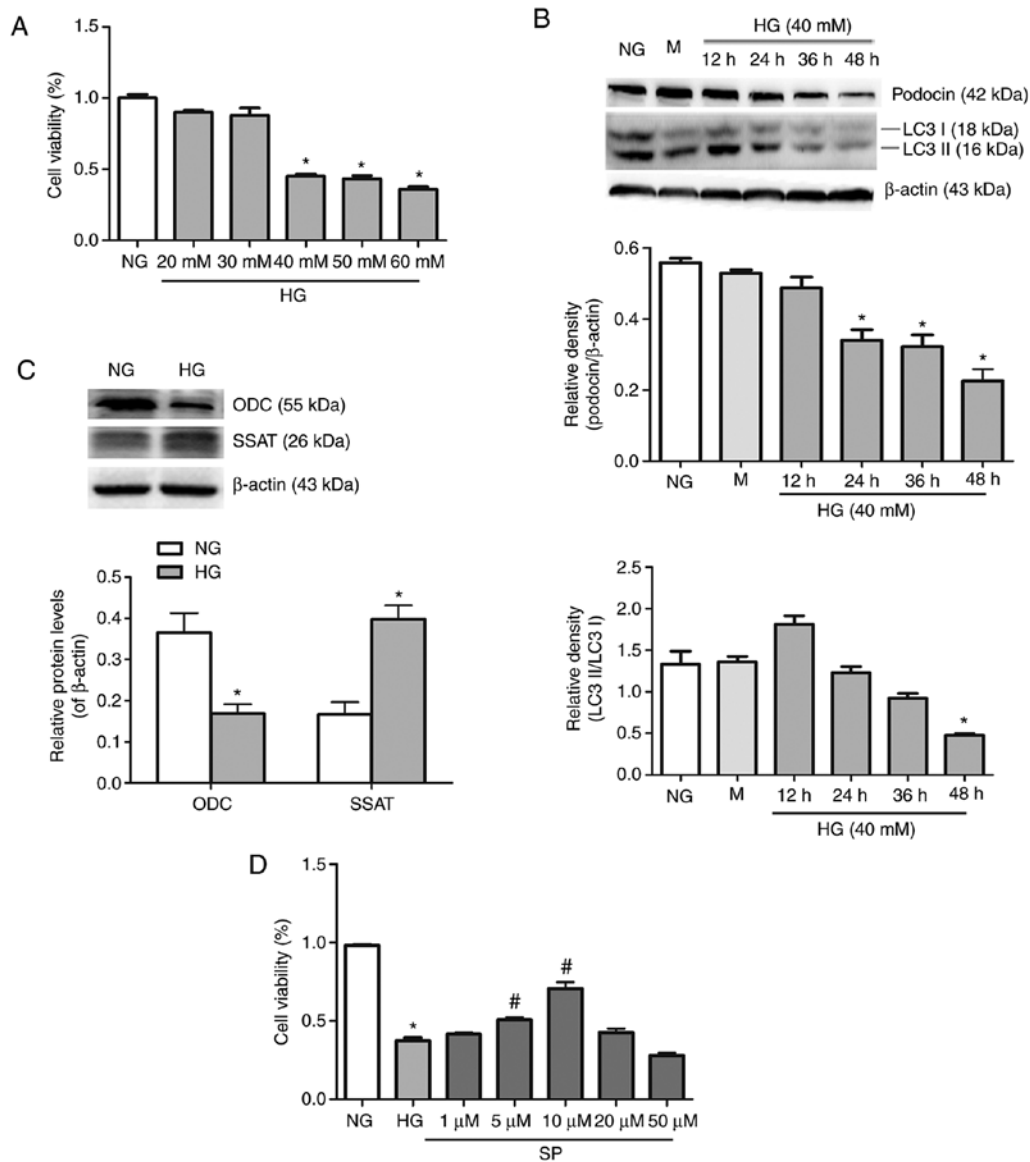 A
1.5
1.0
0.5
0.0
Cell viability (%)
* * *
NG 20 mM 30 mM 40 mM 50 mM 60 mM
HG
B
HG (40 mM)
NG M 12 h 24 h 36 h 48 h
Podocin (42 kDa)
LC3 I (18 kDa)
LC3 II (16 kDa)
β-actin (43 kDa)
0.6
0.4
0.2
0.0
Relative density
(podocin/β-actin)
* * *
NG M 12 h 24 h 36 h 48 h
HG (40 mM)
2.5
2.0
1.5
1.0
0.5
0.0
Relative density
(LC3 II/LC3 I)
*
NG M 12 h 24 h 36 h 48 h
HG (40 mM)
C
NG HG
ODC (55 kDa)
SSAT (26 kDa)
β-actin (43 kDa)
NG
HG
0.5
0.4
0.3
0.2
0.1
0.0
Relative protein levels
(of β-actin)
* *
ODC SSAT
D
1.5
1.0
0.5
0.0
Cell viability (%)
* # #
NG HG 1 μM 5 μM 10 μM 20 μM 50 μM
SP